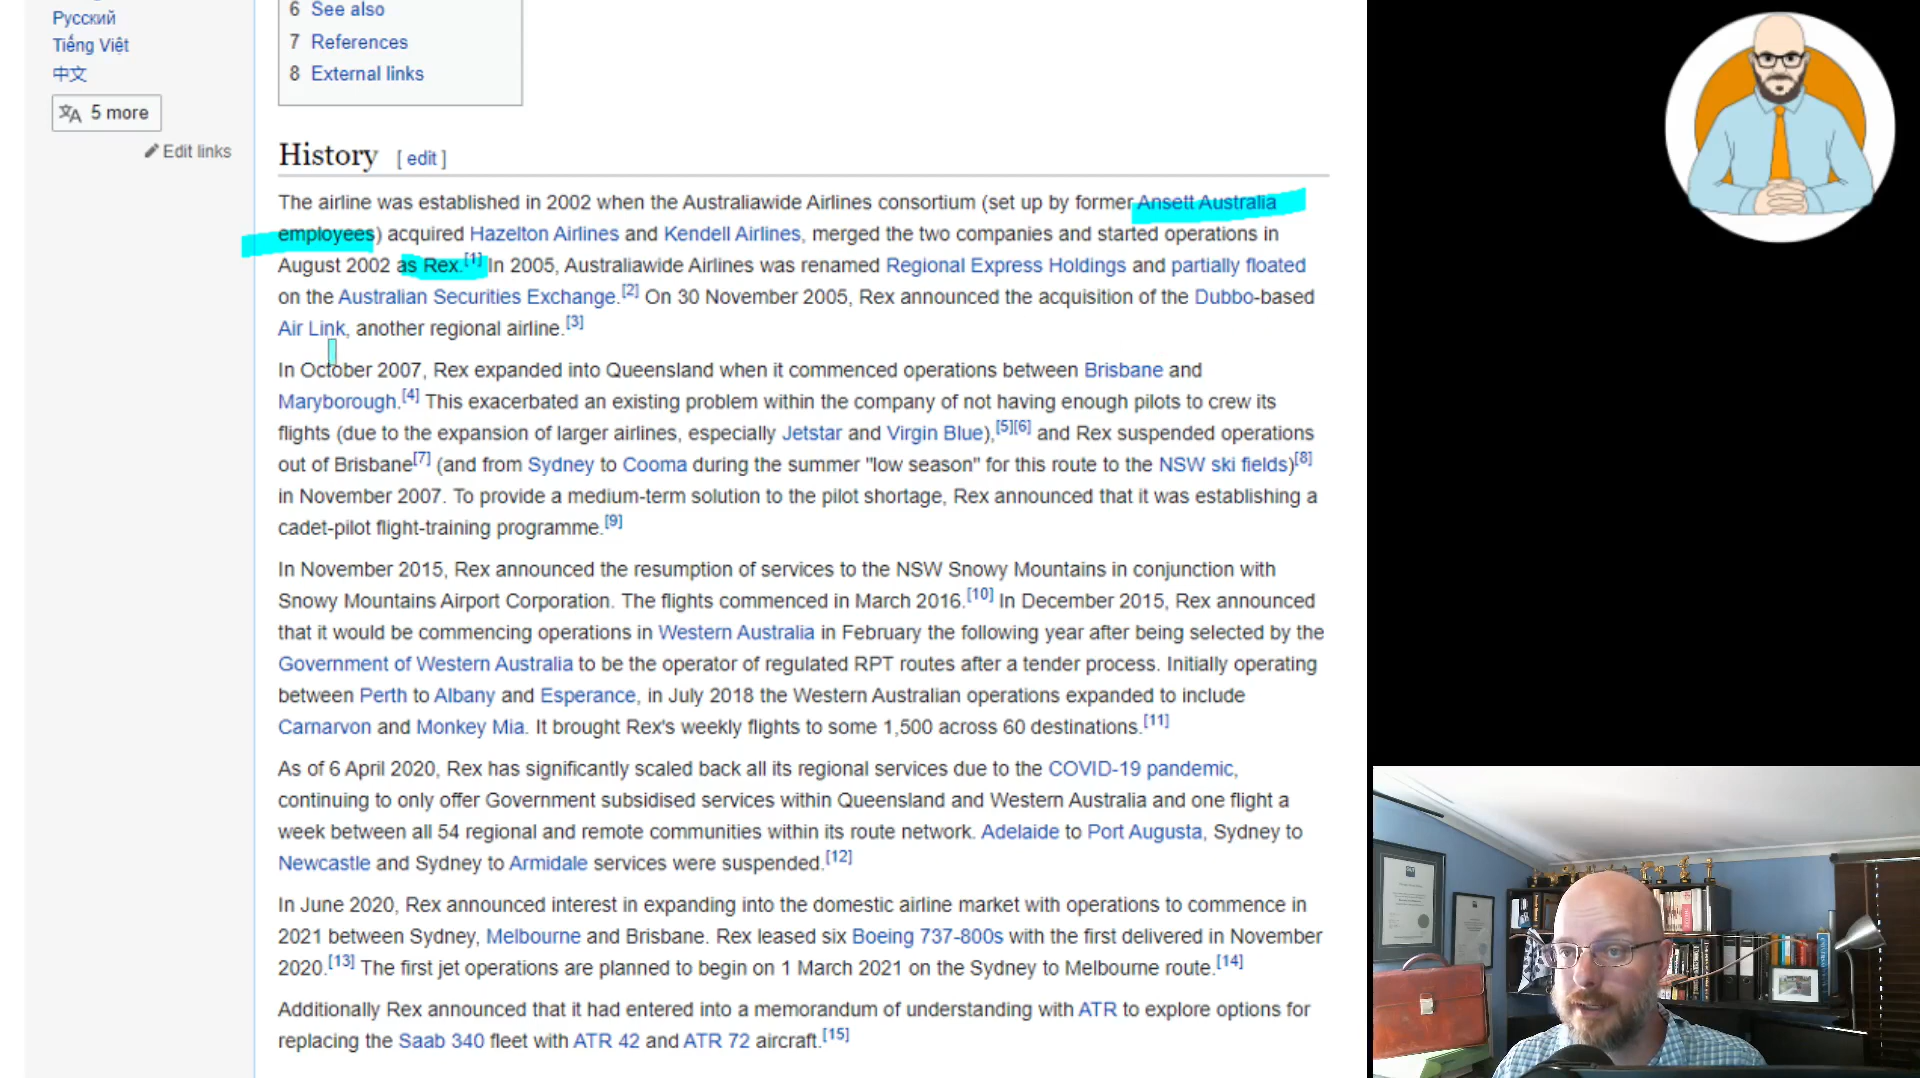 Русский
Tiếng Việt
中文
5 more
Edit links
6 See also
7 References
8 External links
History [ edit ]
The airline was established in 2002 when the Australiawide Airlines consortium (set up by former Ansett Australia
employees) acquired Hazelton Airlines and Kendell Airlines, merged the two companies and started operations in
August 2002 as Rex.[1] In 2005, Australiawide Airlines was renamed Regional Express Holdings and partially floated
on the Australian Securities Exchange.[2] On 30 November 2005, Rex announced the acquisition of the Dubbo-based
Air Link, another regional airline.[3]
In October 2007, Rex expanded into Queensland when it commenced operations between Brisbane and
Maryborough.[4] This exacerbated an existing problem within the company of not having enough pilots to crew its
flights (due to the expansion of larger airlines, especially Jetstar and Virgin Blue),[5][6] and Rex suspended operations
out of Brisbane[7] (and from Sydney to Cooma during the summer "low season" for this route to the NSW ski fields)[8]
in November 2007. To provide a medium-term solution to the pilot shortage, Rex announced that it was establishing a
cadet-pilot flight-training programme.[9]
In November 2015, Rex announced the resumption of services to the NSW Snowy Mountains in conjunction with
Snowy Mountains Airport Corporation. The flights commenced in March 2016.[10] In December 2015, Rex announced
that it would be commencing operations in Western Australia in February the following year after being selected by the
Government of Western Australia to be the operator of regulated RPT routes after a tender process. Initially operating
between Perth to Albany and Esperance, in July 2018 the Western Australian operations expanded to include
Carnarvon and Monkey Mia. It brought Rex's weekly flights to some 1,500 across 60 destinations.[11]
As of 6 April 2020, Rex has significantly scaled back all its regional services due to the COVID-19 pandemic,
continuing to only offer Government subsidised services within Queensland and Western Australia and one flight a
week between all 54 regional and remote communities within its route network. Adelaide to Port Augusta, Sydney to
Newcastle and Sydney to Armidale services were suspended.[12]
In June 2020, Rex announced interest in expanding into the domestic airline market with operations to commence in
2021 between Sydney, Melbourne and Brisbane. Rex leased six Boeing 737-800s with the first delivered in November
2020.[13] The first jet operations are planned to begin on 1 March 2021 on the Sydney to Melbourne route.[14]
Additionally Rex announced that it had entered into a memorandum of understanding with ATR to explore options for
replacing the Saab 340 fleet with ATR 42 and ATR 72 aircraft.[15]